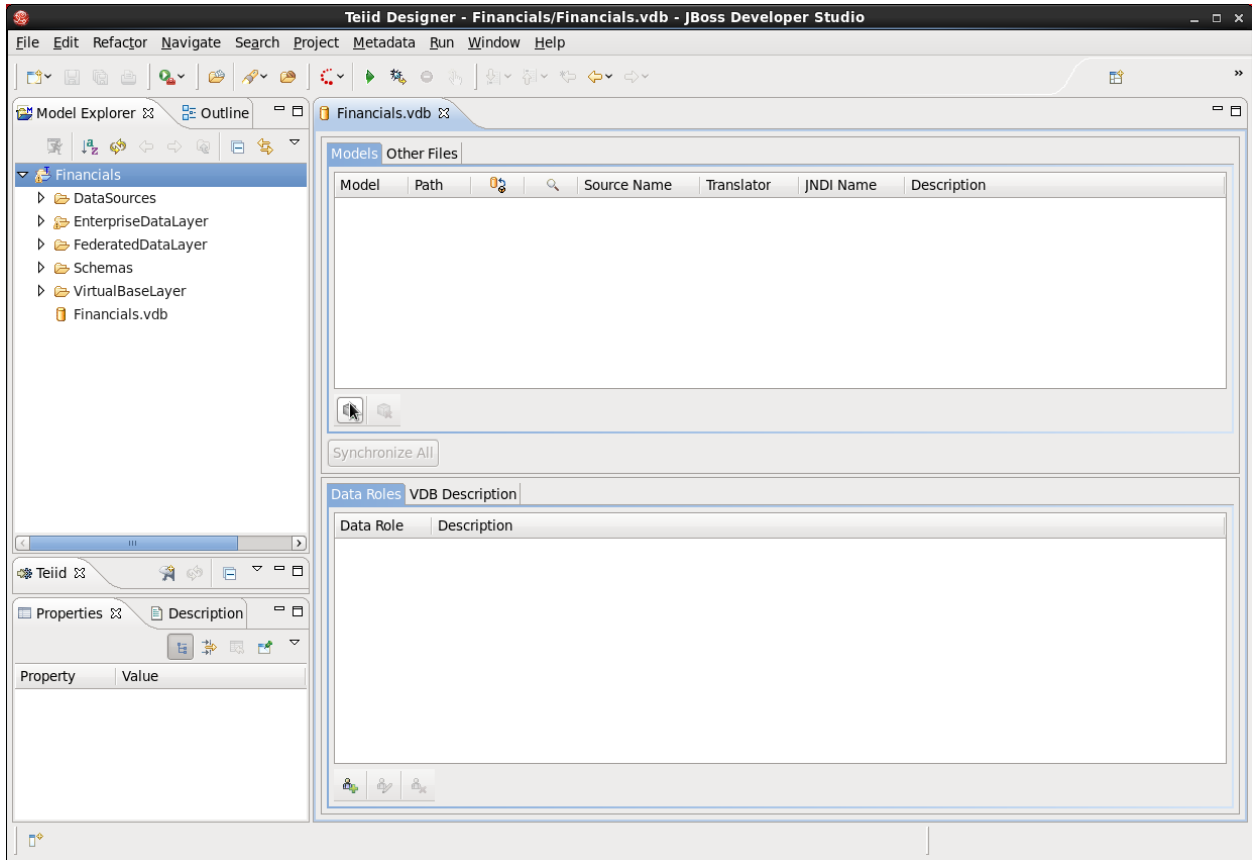 Teiid Designer - Financials/Financials.vdb - JBoss Developer Studio
File Edit Refactor Navigate Search Project Metadata Run Window Help
»
Model Explorer Outline
Financials
DataSources
EnterpriseDataLayer
FederatedDataLayer
Schemas
VirtualBaseLayer
Financials.vdb
Teiid
Properties Description
Property Value
Financials.vdb
Models Other Files
Model Path Source Name Translator JNDI Name Description
Synchronize All
Data Roles VDB Description
Data Role Description